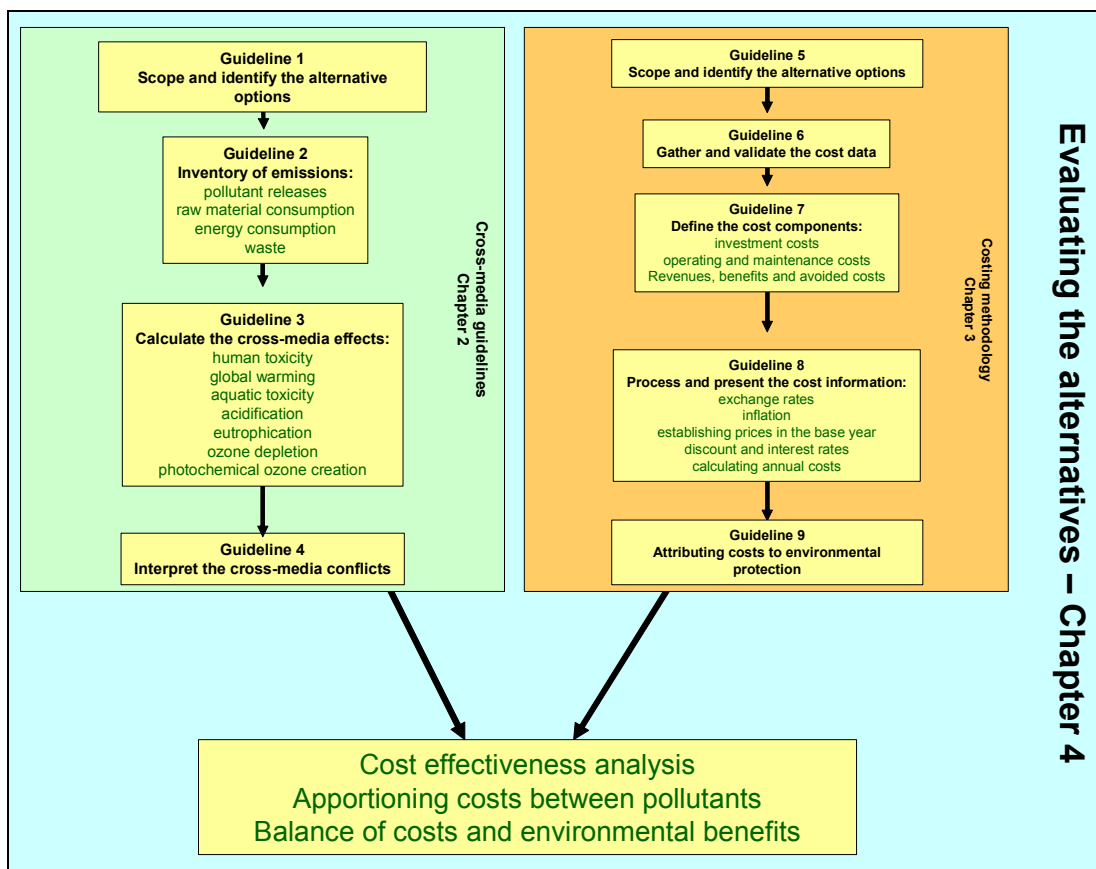 Guideline 1
Scope and identify the alternative
options
Guideline 2
Inventory of emissions:
pollutant releases
raw material consumption
energy consumption
waste
Guideline 3
Calculate the cross-media effects:
human toxicity
global warming
aquatic toxicity
acidification
eutrophication
ozone depletion
photochemical ozone creation
Guideline 4
Interpret the cross-media conflicts
Cross-media guidelines
Chapter 2
Guideline 5
Scope and identify the alternative options
Guideline 6
Gather and validate the cost data
Guideline 7
Define the cost components:
investment costs
operating and maintenance costs
Revenues, benefits and avoided costs
Guideline 8
Process and present the cost information:
exchange rates
inflation
establishing prices in the base year
discount and interest rates
calculating annual costs
Guideline 9
Attributing costs to environmental
protection
Costing methodology
Chapter 3
Evaluating the alternatives – Chapter 4
Cost effectiveness analysis
Apportioning costs between pollutants
Balance of costs and environmental benefits